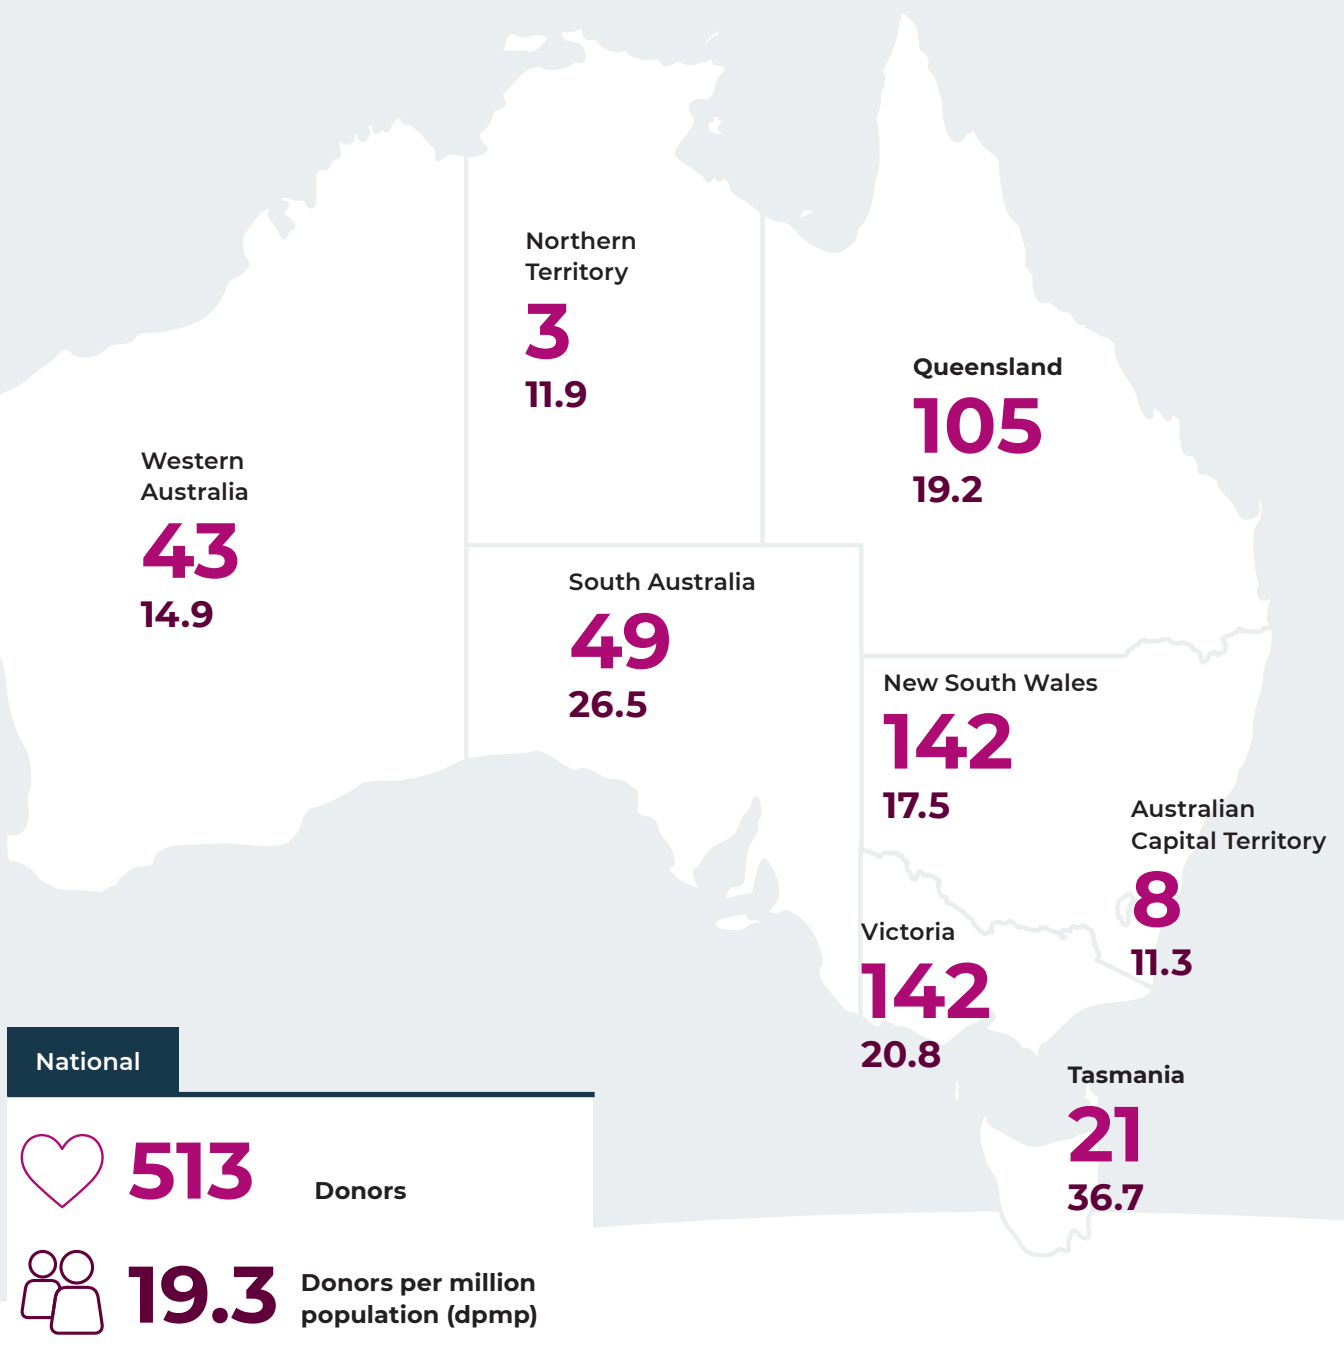 Northern
Territory
3
11.9
Queensland
105
19.2
Western
Australia
43
14.9
South Australia
49
26.5
New South Wales
142
17.5
Australian
Capital Territory
8
11.3
Victoria
142
20.8
Tasmania
21
36.7
National
513 Donors
19.3 Donors per million
population (dpmp)